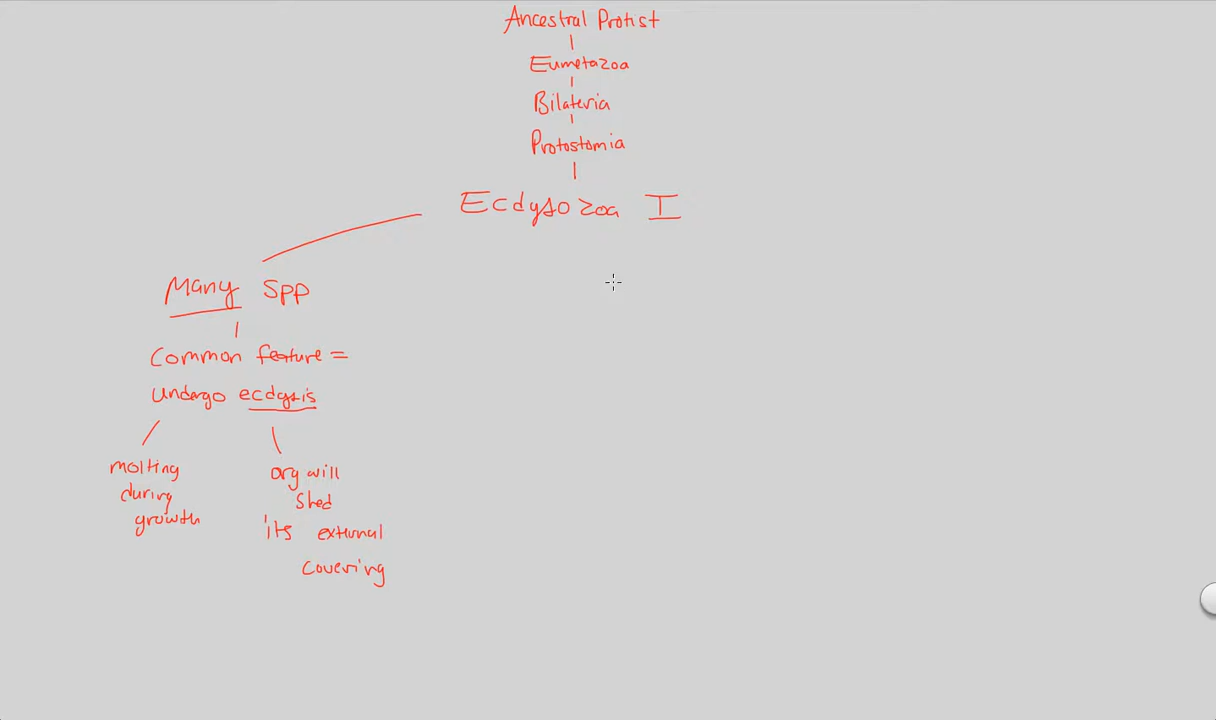 Ancestral Protist
Eumetazoa
Bilateria
Protostomia
Ecdysozoa I
Many Spp
Common feature =
undergo ecdysis
molting
during
growth
org will
shed
its external
covering